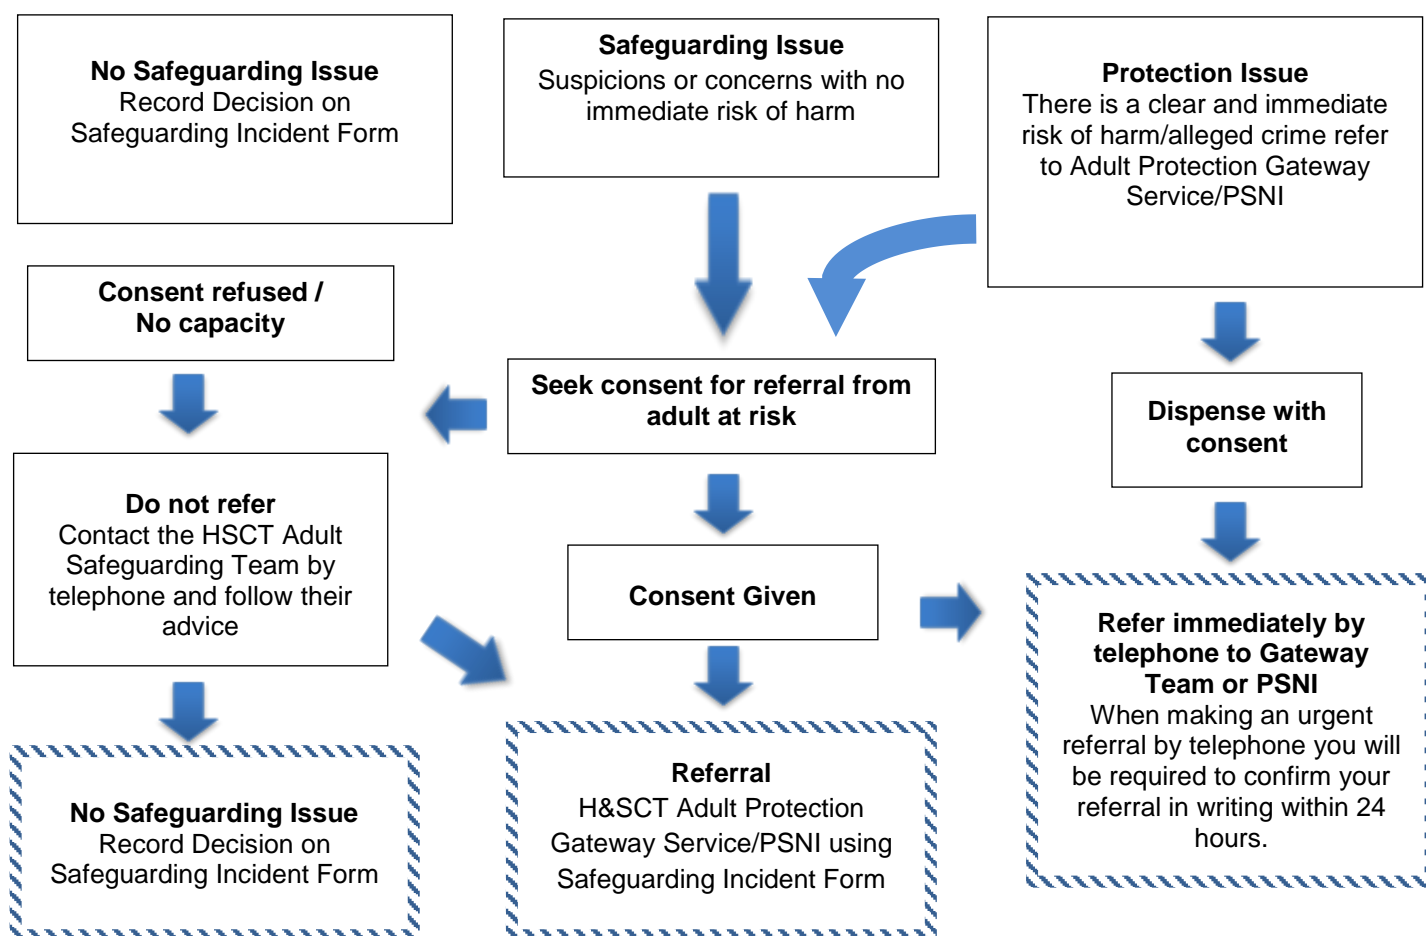 No Safeguarding Issue
Record Decision on
Safeguarding Incident Form
Safeguarding Issue
Suspicions or concerns with no
immediate risk of harm
Protection Issue
There is a clear and immediate
risk of harm/alleged crime refer
to Adult Protection Gateway
Service/PSNI
Consent refused /
No capacity
Seek consent for referral from
adult at risk
Dispense with
consent
Do not refer
Contact the HSCT Adult
Safeguarding Team by
telephone and follow their
advice
Consent Given
Refer immediately by
telephone to Gateway
Team or PSNI
When making an urgent
referral by telephone you will
be required to confirm your
referral in writing within 24
hours.
No Safeguarding Issue
Record Decision on
Safeguarding Incident Form
Referral
H&SCT Adult Protection
Gateway Service/PSNI using
Safeguarding Incident Form